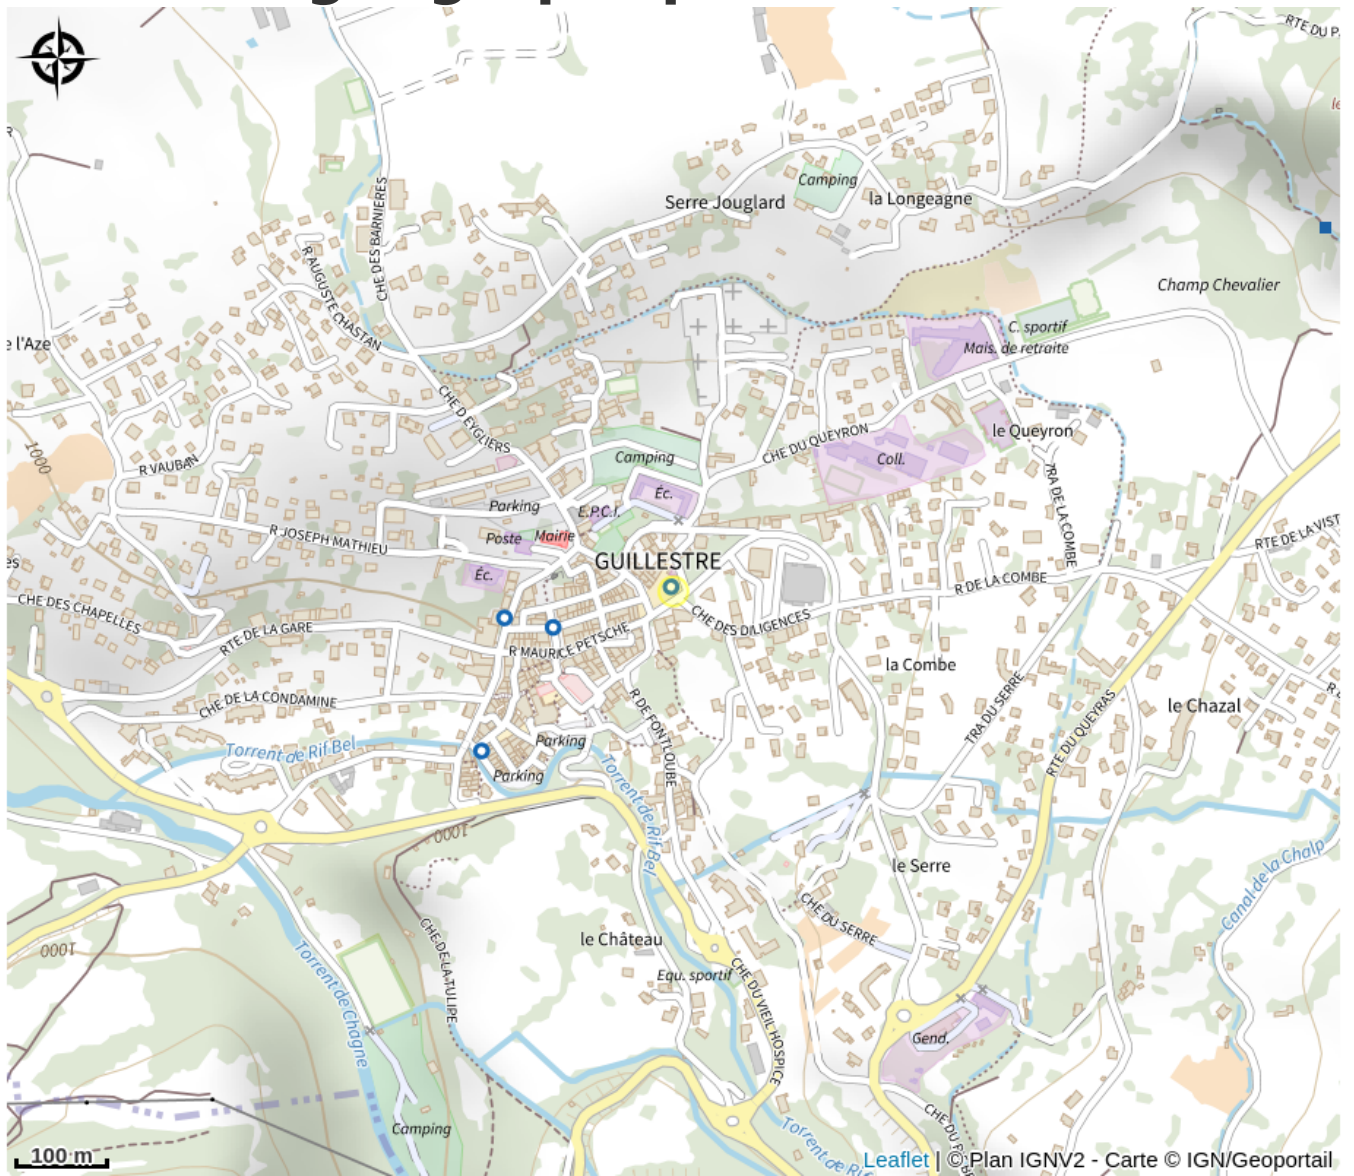 RTE DU P
CHE DES BARNIERES
Camping
Serre Jouglard
la Longeagne
R AUGUSTE CHASTAN
Champ Chevalier
C. sportif
Mais. de retraite
e l'Aze
CHE D EYGLIERS
CHE DU QUEYRON
le Queyron
1000
R VAUBAN
Camping
Coll.
TRA DE LA COMBE
Parking
Éc.
E.P.C.I.
R JOSEPH MATHIEU
Poste
Mairie
RTE DE LA VIST
GUILLESTRE
es
Éc.
R DE LA COMBE
CHE DES CHAPELLES
CHE DES DILIGENCES
RTE DE LA GARE
R MAURICE PETSCHE
la Combe
CHE DE LA CONDAMINE
R DE FONTLOUBE
TRA DU SERRE
RTE DU QUEYRAS
le Chazal
Torrent de Rif Bel
Parking
Parking
Torrent de Rif Bel
1000
le Serre
Canal de la Chalp
CHE DU SERRE
le Château
1000
CHE DE LA TULIPE
Torrent de Chagne
Equ. sportif
CHE DU VIEIL HOSPICE
Gend.
Camping
CHE DU
Torrent de
100 m
Leaflet | © Plan IGNV2 - Carte © IGN/Geoportail